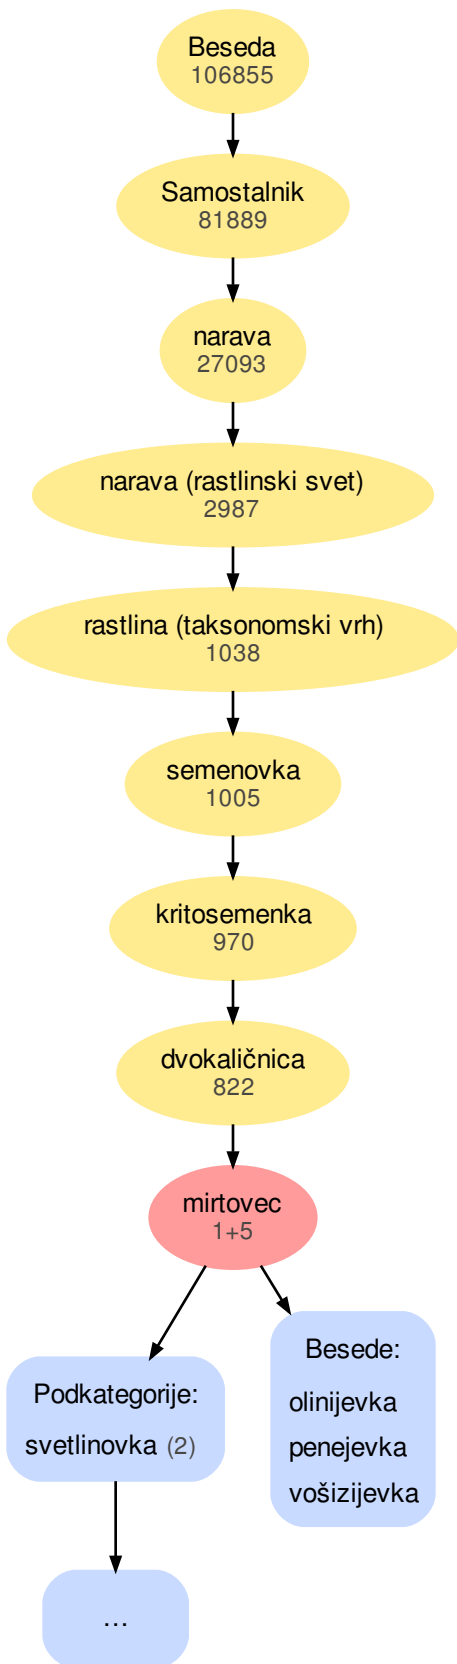 Beseda
106855
Samostalnik
81889
narava
27093
narava (rastlinski svet)
2987
rastlina (taksonomski vrh)
1038
semenovka
1005
kritosemenka
970
dvokaličnica
822
mirtovec
1+5
Podkategorije:
svetlinovka (2)
...
Besede:
olinijevka
penejevka
vošizijevka